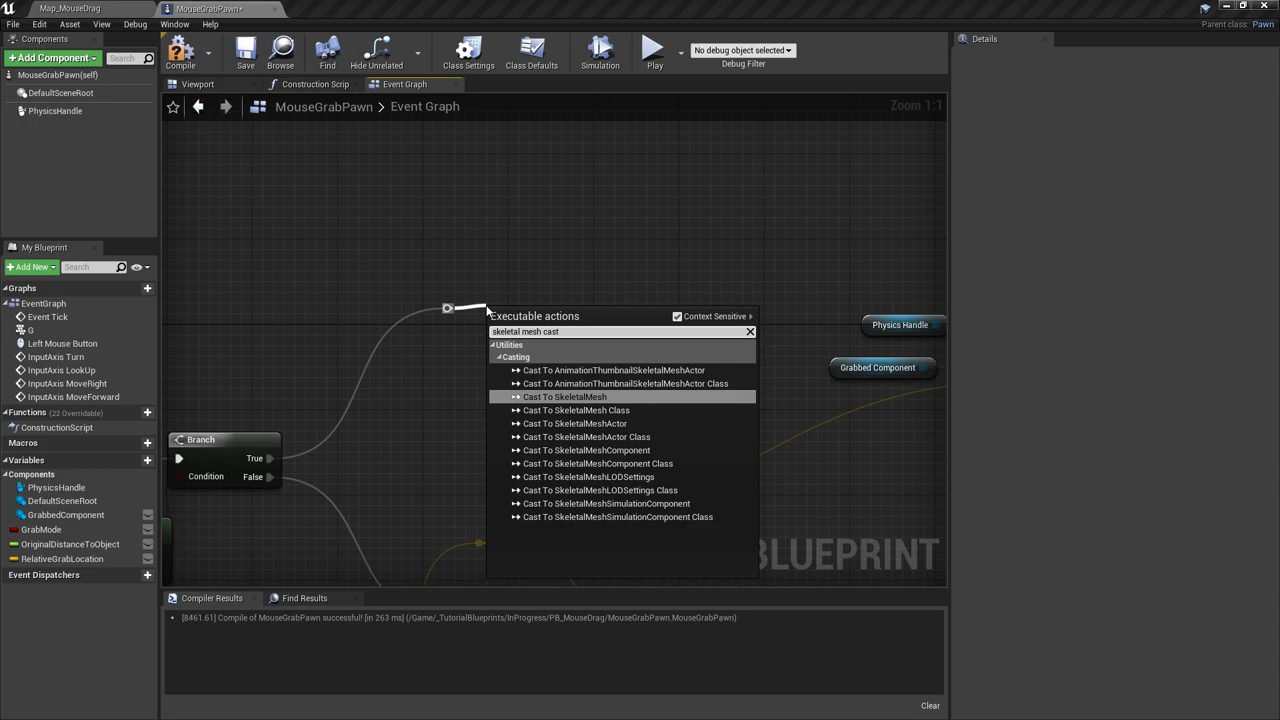 Map_MouseDrag
MouseGrabPawn*
File Edit Asset View Debug Window Help
Parent class: Pawn
Components
+ Add Component
Search
MouseGrabPawn(self)
DefaultSceneRoot
PhysicsHandle
Compile
Save
Browse
Find
Hide Unrelated
Class Settings
Class Defaults
Simulation
Play
No debug object selected
Debug Filter
Details
Viewport
Construction Scrip
Event Graph
MouseGrabPawn > Event Graph
Zoom 1:1
My Blueprint
+ Add New
Search
Graphs
EventGraph
Event Tick
G
Left Mouse Button
InputAxis Turn
InputAxis LookUp
InputAxis MoveRight
InputAxis MoveForward
Functions (22 Overridable)
ConstructionScript
Macros
Variables
Components
PhysicsHandle
DefaultSceneRoot
GrabbedComponent
GrabMode
OriginalDistanceToObject
RelativeGrabLocation
Event Dispatchers
Branch
True
Condition
False
Executable actions
Context Sensitive
skeletal mesh cast
Utilities
Casting
Cast To AnimationThumbnailSkeletalMeshActor
Cast To AnimationThumbnailSkeletalMeshActor Class
Cast To SkeletalMesh
Cast To SkeletalMesh Class
Cast To SkeletalMeshActor
Cast To SkeletalMeshActor Class
Cast To SkeletalMeshComponent
Cast To SkeletalMeshComponent Class
Cast To SkeletalMeshLODSettings
Cast To SkeletalMeshLODSettings Class
Cast To SkeletalMeshSimulationComponent
Cast To SkeletalMeshSimulationComponent Class
Physics Handle
Grabbed Component
BLUEPRINT
Compiler Results
Find Results
[8461.61] Compile of MouseGrabPawn successful! [in 263 ms] (/Game/_TutorialBlueprints/InProgress/PB_MouseDrag/MouseGrabPawn.MouseGrabPawn)
Clear